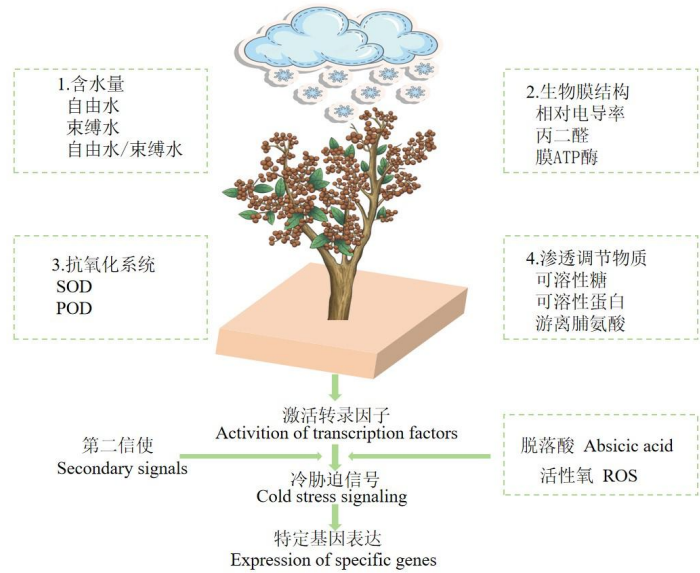 1.含水量
自由水
束缚水
自由水/束缚水
2.生物膜结构
相对电导率
丙二醛
膜ATP酶
3.抗氧化系统
SOD
POD
4.渗透调节物质
可溶性糖
可溶性蛋白
游离脯氨酸
激活转录因子
Activition of transcription factors
第二信使
Secondary signals
脱落酸 Absicic acid
活性氧 ROS
冷胁迫信号
Cold stress signaling
特定基因表达
Expression of specific genes